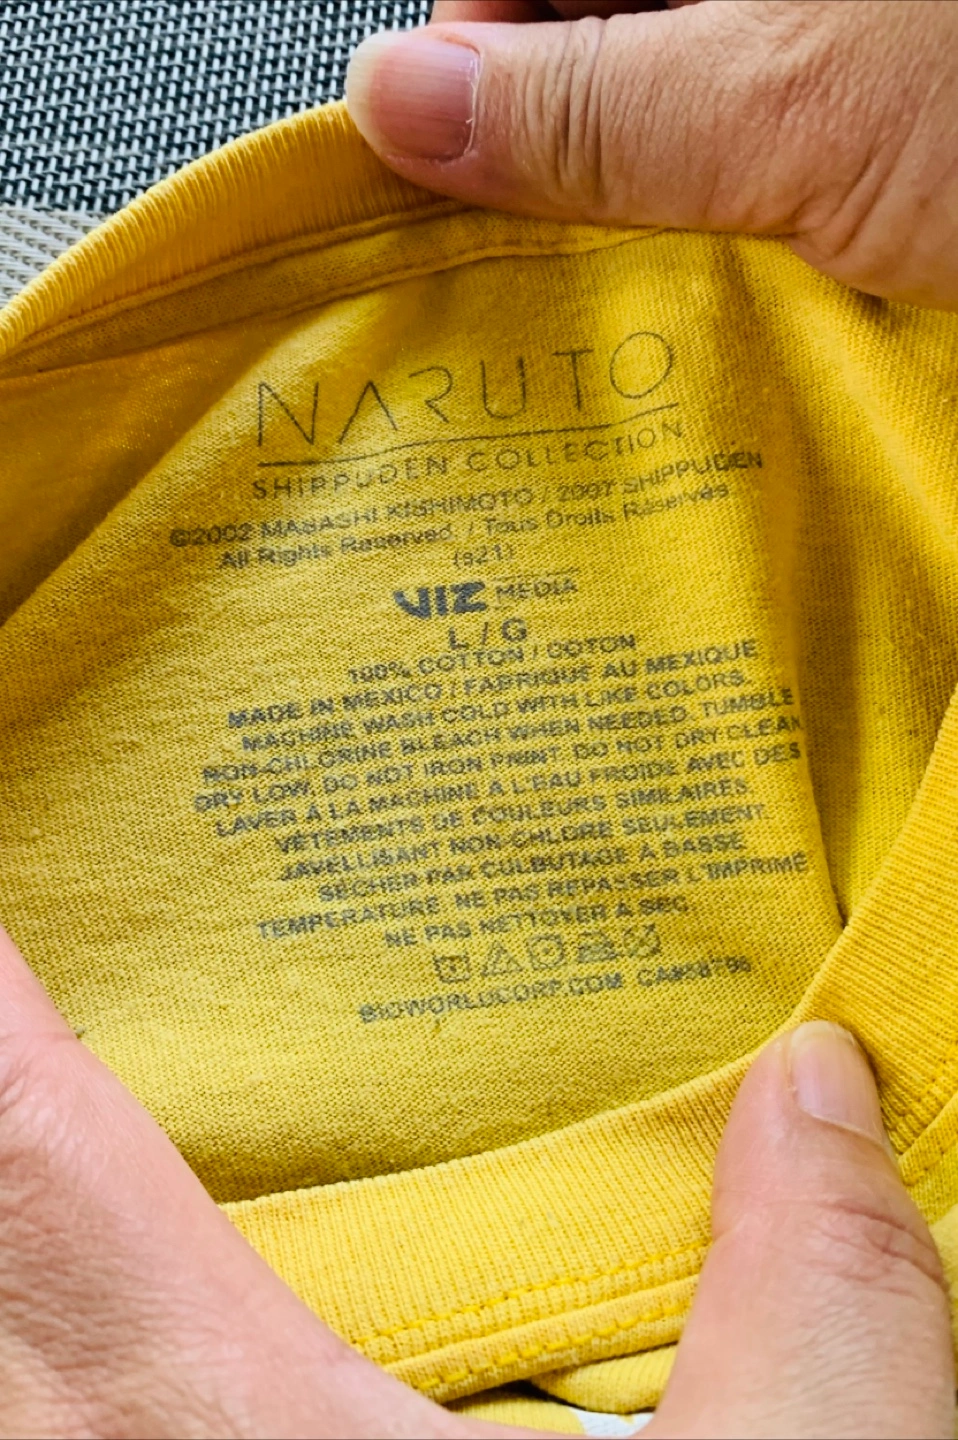 NARUTO
SHIPPUDEN COLLECTION
©2002 MASASHI KISHIMOTO / 2007 SHIPPUDEN
All Rights Reserved. / Tous Droits Réservés
(s21)
VIZ MEDIA
L / G
100% COTTON / COTON
MADE IN MEXICO / FABRIQUE AU MEXIQUE
MACHINE WASH COLD WITH LIKE COLORS.
NON-CHLORINE BLEACH WHEN NEEDED. TUMBLE
DRY LOW. DO NOT IRON PRINT. DO NOT DRY CLEAN
LAVER À LA MACHINE A L'EAU FROIDE AVEC DES
VÊTEMENTS DE COULEURS SIMILAIRES.
JAVELLISANT NON-CHLORE SEULEMENT.
SECHER PAR CULBUTAGE À BASSE
TEMPERATURE NE PAS REPASSER L'IMPRIMÉ
NE PAS NETTOYER A SEC
BIOWORLDCORP.COM